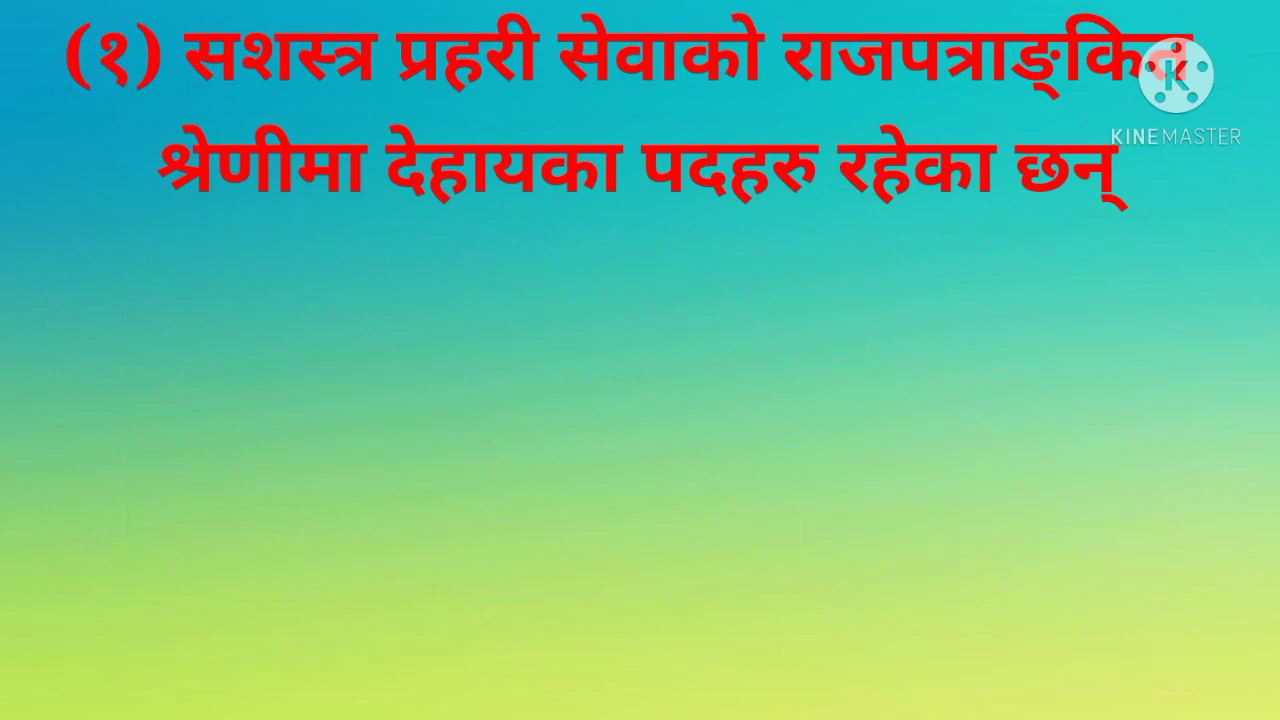 (१) सशस्त्र प्रहरी सेवाको राजपत्राङ्कित
श्रेणीमा देहायका पदहरु रहेका छन्
K
KINEMASTER